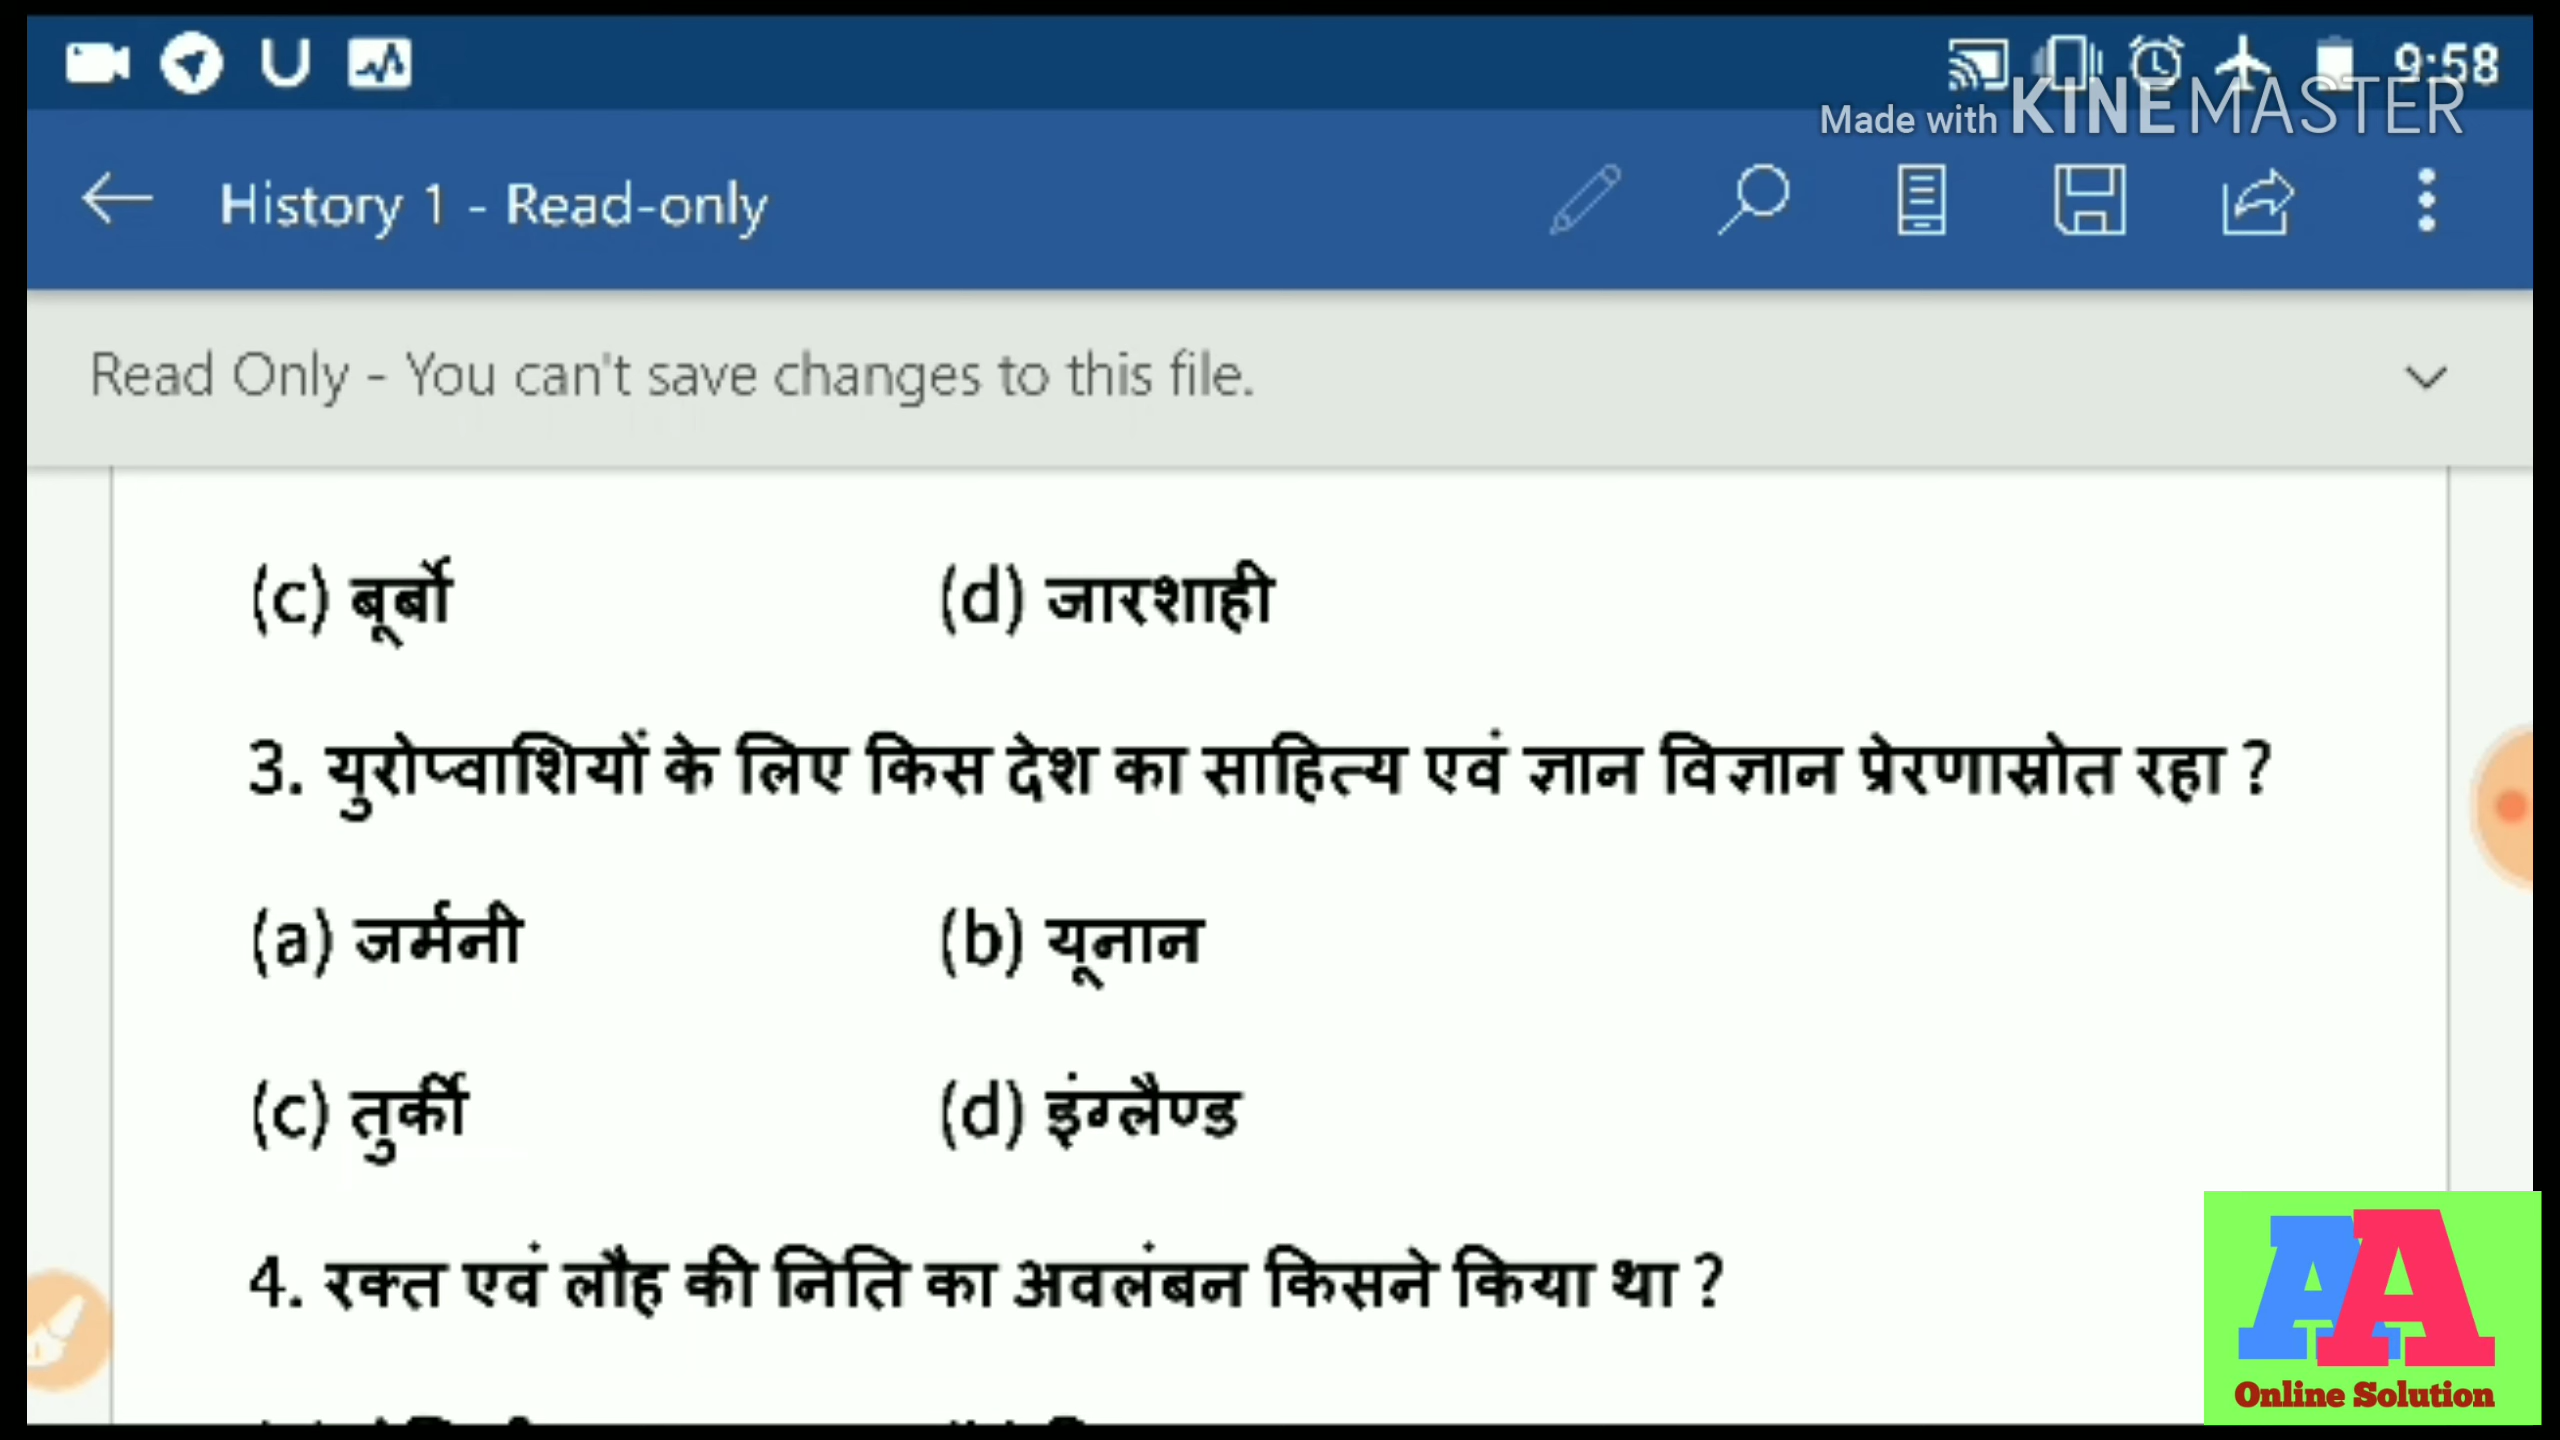 9:58
Made with KINEMASTER
History 1 - Read-only
Read Only - You can't save changes to this file.
(c) बूर्बो (d) जारशाही
3. युरोप्वाशियों के लिए किस देश का साहित्य एवं ज्ञान विज्ञान प्रेरणास्रोत रहा ?
(a) जर्मनी (b) यूनान
(c) तुर्की (d) इंग्लैण्ड
4. रक्त एवं लौह की निति का अवलंबन किसने किया था ?
AA
Online Solution